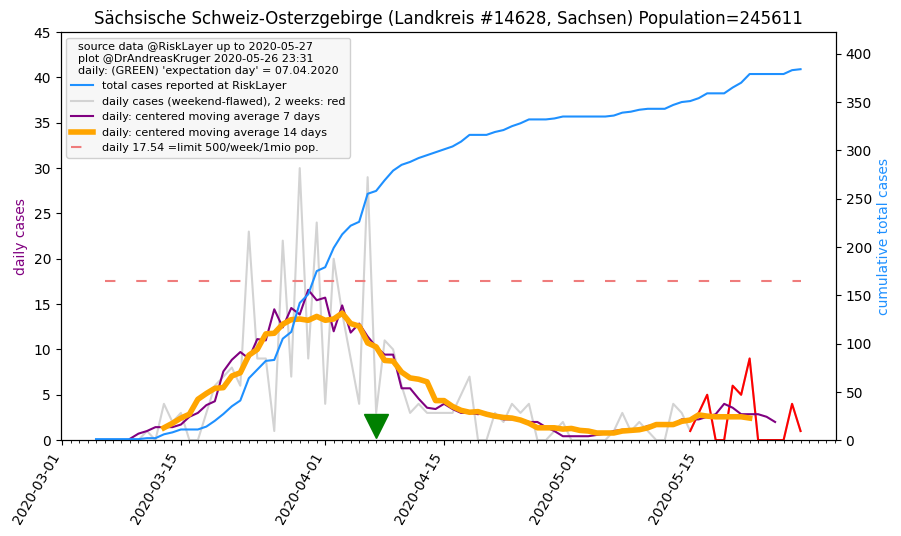 Sächsische Schweiz-Osterzgebirge (Landkreis #14628, Sachsen) Population=245611
source data @RiskLayer up to 2020-05-27
plot @DrAndreasKruger 2020-05-26 23:31
daily: (GREEN) 'expectation day' = 07.04.2020
total cases reported at RiskLayer
daily cases (weekend-flawed), 2 weeks: red
daily: centered moving average 7 days
daily: centered moving average 14 days
daily 17.54 =limit 500/week/1mio pop.
daily cases
45
40
35
30
25
20
15
10
5
0
cumulative total cases
400
350
300
250
200
150
100
50
0
2020-03-01
2020-03-15
2020-04-01
2020-04-15
2020-05-01
2020-05-15